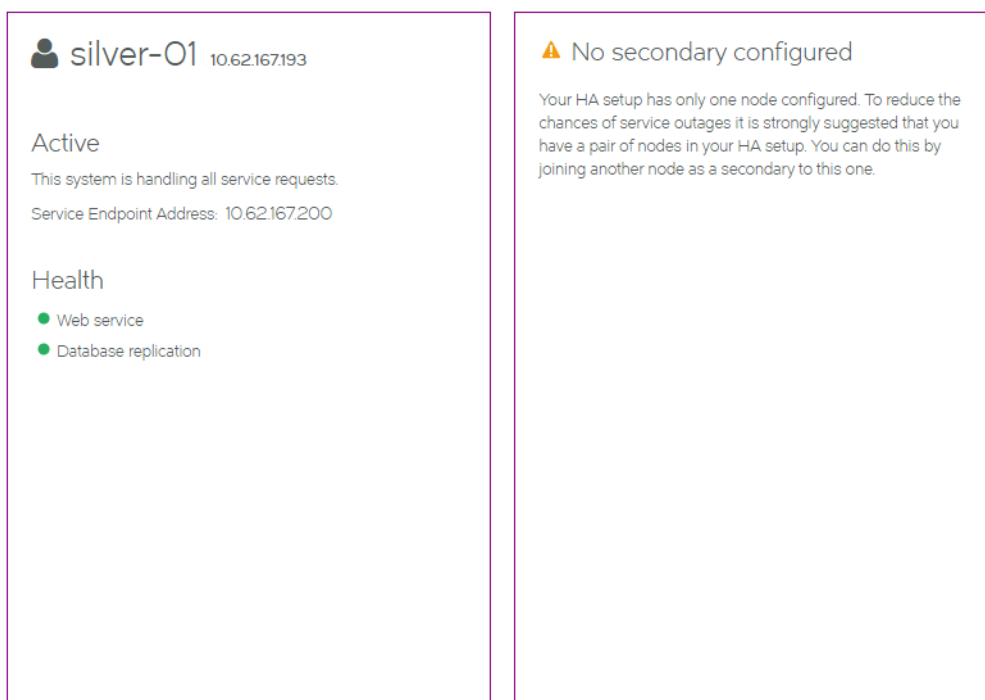 silver-01 10.62.167.193
Active
This system is handling all service requests.
Service Endpoint Address: 10.62.167.200
Health
Web service
Database replication
No secondary configured
Your HA setup has only one node configured. To reduce the
chances of service outages it is strongly suggested that you
have a pair of nodes in your HA setup. You can do this by
joining another node as a secondary to this one.